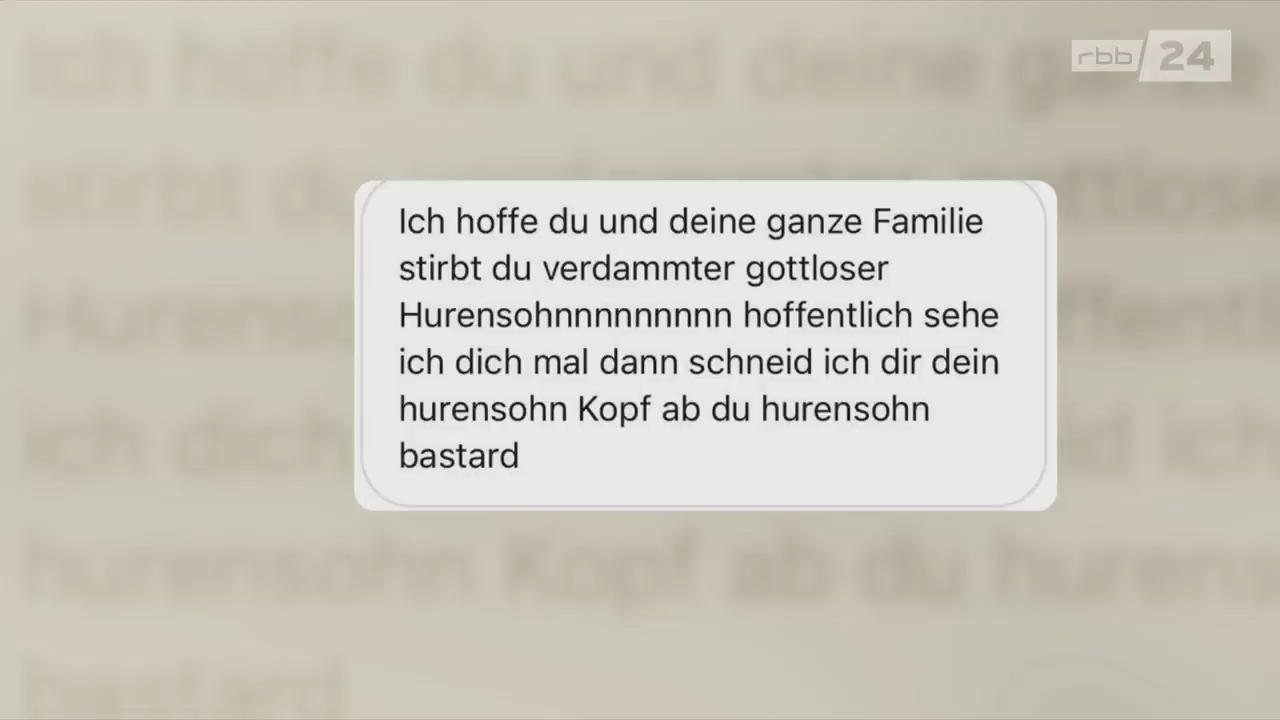 rbb 24
Ich hoffe du und deine ganze Familie
stirbt du verdammter gottloser
Hurensohnnnnnnnnn hoffentlich sehe
ich dich mal dann schneid ich dir dein
hurensohn Kopf ab du hurensohn
bastard